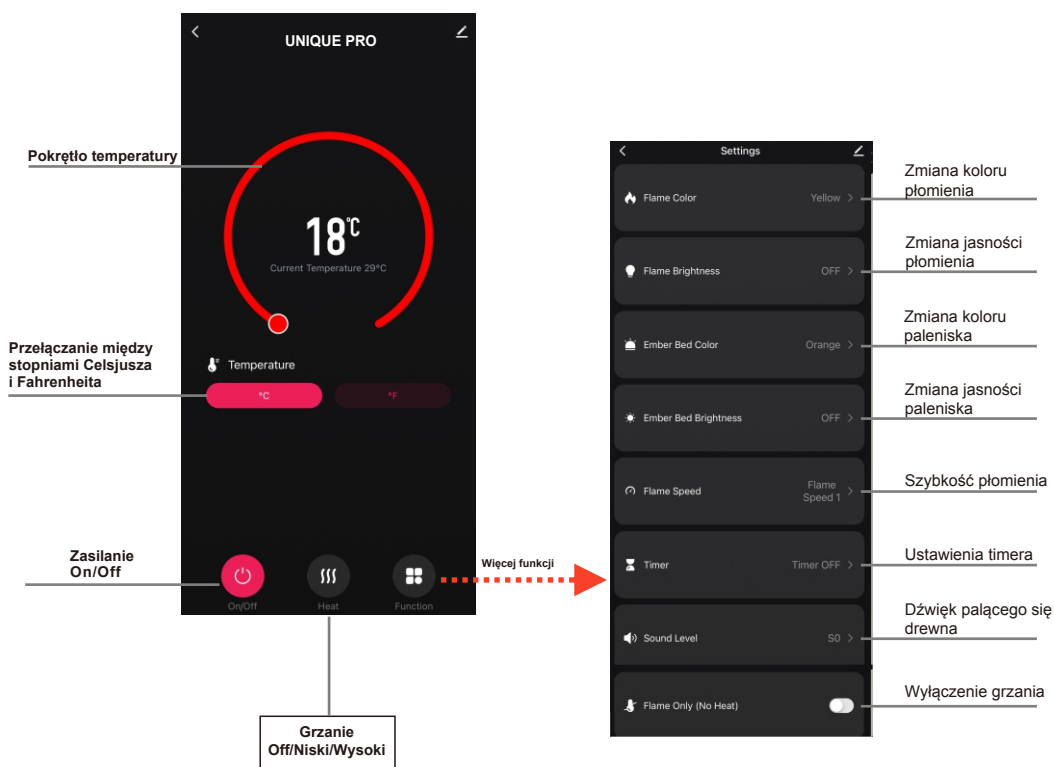 UNIQUE PRO
Pokrętło temperatury
18°C
Current Temperature 29°C
Przełączanie między
stopniami Celsjusza
i Fahrenheita
Temperature
°C
°F
Zasilanie
On/Off
On/Off
Heat
Function
Więcej funkcji
Grzanie
Off/Niski/Wysoki
Settings
Flame Color
Yellow
Zmiana koloru
płomienia
Flame Brightness
OFF
Zmiana jasności
płomienia
Ember Bed Color
Orange
Zmiana koloru
paleniska
Ember Bed Brightness
OFF
Zmiana jasności
paleniska
Flame Speed
Flame
Speed 1
Szybkość płomienia
Timer
Timer OFF
Ustawienia timera
Sound Level
S0
Dźwięk palącego się
drewna
Flame Only (No Heat)
Wyłączenie grzania